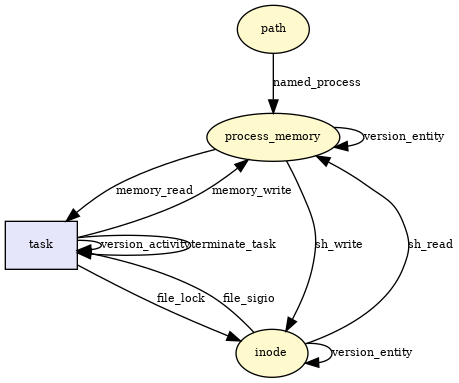 path
named_process
process_memory
version_entity
memory_read
memory_write
task
version_activity
terminate_task
sh_write
sh_read
file_lock
file_sigio
inode
version_entity